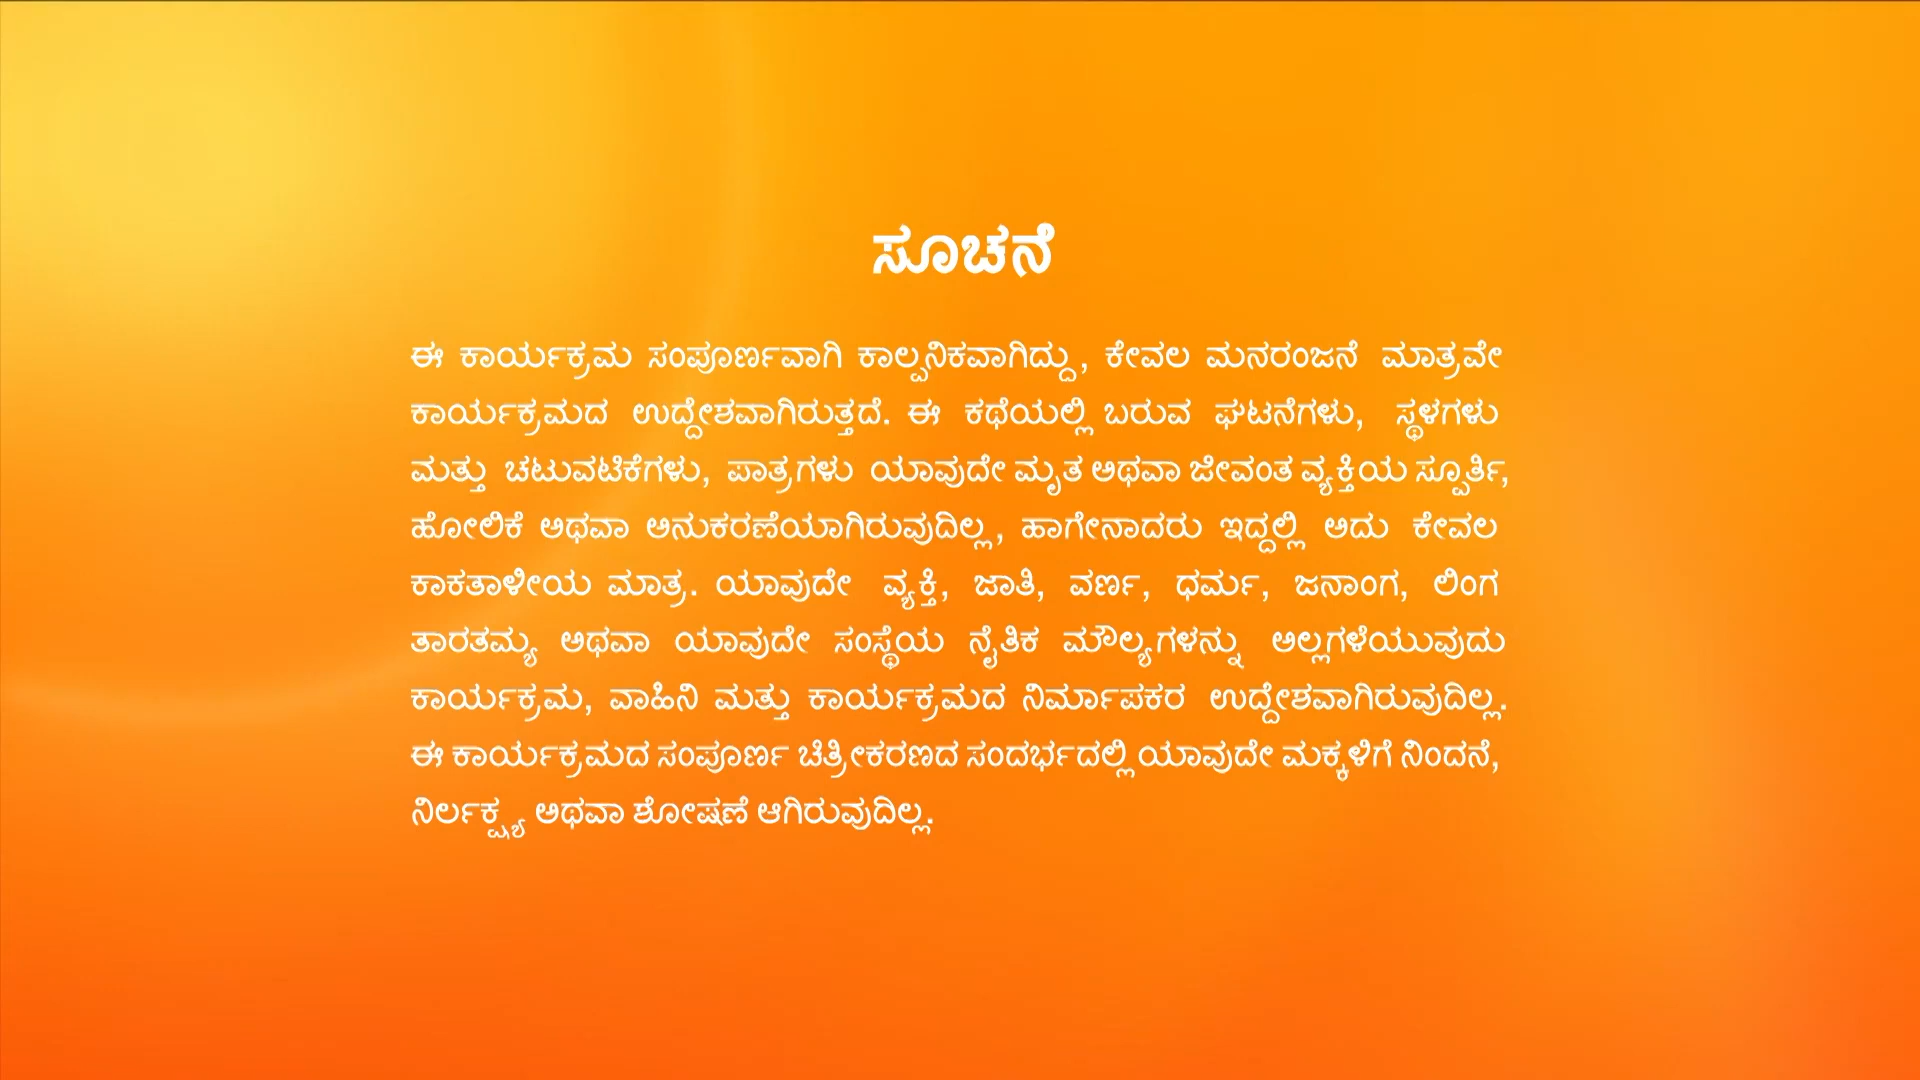 ಸೂಚನೆ
ಈ ಕಾರ್ಯಕ್ರಮ ಸಂಪೂರ್ಣವಾಗಿ ಕಾಲ್ಪನಿಕವಾಗಿದ್ದು, ಕೇವಲ ಮನರಂಜನೆ ಮಾತ್ರವೇ
ಕಾರ್ಯಕ್ರಮದ ಉದ್ದೇಶವಾಗಿರುತ್ತದೆ. ಈ ಕಥೆಯಲ್ಲಿ ಬರುವ ಘಟನೆಗಳು, ಸ್ಥಳಗಳು
ಮತ್ತು ಚಟುವಟಿಕೆಗಳು, ಪಾತ್ರಗಳು ಯಾವುದೇ ಮೃತ ಅಥವಾ ಜೀವಂತ ವ್ಯಕ್ತಿಯ ಸ್ಪೂರ್ತಿ,
ಹೋಲಿಕೆ ಅಥವಾ ಅನುಕರಣೆಯಾಗಿರುವುದಿಲ್ಲ, ಹಾಗೇನಾದರು ಇದ್ದಲ್ಲಿ ಅದು ಕೇವಲ
ಕಾಕತಾಳೀಯ ಮಾತ್ರ. ಯಾವುದೇ ವ್ಯಕ್ತಿ, ಜಾತಿ, ವರ್ಣ, ಧರ್ಮ, ಜನಾಂಗ, ಲಿಂಗ
ತಾರತಮ್ಯ ಅಥವಾ ಯಾವುದೇ ಸಂಸ್ಥೆಯ ನೈತಿಕ ಮೌಲ್ಯಗಳನ್ನು ಅಲ್ಲಗಳೆಯುವುದು
ಕಾರ್ಯಕ್ರಮ, ವಾಹಿನಿ ಮತ್ತು ಕಾರ್ಯಕ್ರಮದ ನಿರ್ಮಾಪಕರ ಉದ್ದೇಶವಾಗಿರುವುದಿಲ್ಲ.
ಈ ಕಾರ್ಯಕ್ರಮದ ಸಂಪೂರ್ಣ ಚಿತ್ರೀಕರಣದ ಸಂದರ್ಭದಲ್ಲಿ ಯಾವುದೇ ಮಕ್ಕಳಿಗೆ ನಿಂದನೆ,
ನಿರ್ಲಕ್ಷ್ಯ ಅಥವಾ ಶೋಷಣೆ ಆಗಿರುವುದಿಲ್ಲ.